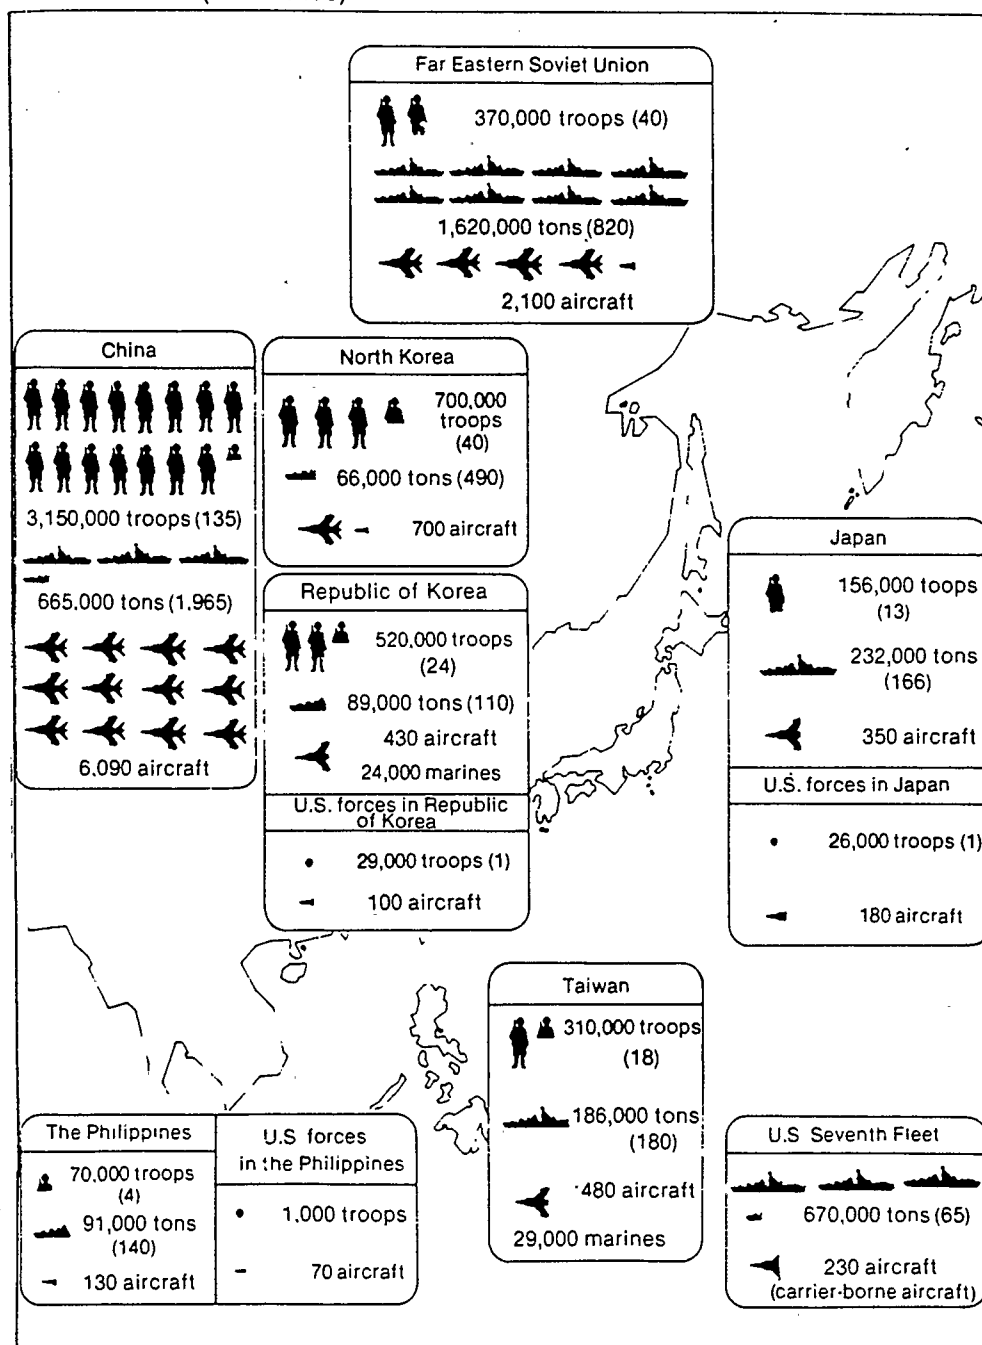 Far Eastern Soviet Union
370,000 troops (40)
1,620,000 tons (820)
2,100 aircraft
China
3,150,000 troops (135)
665.000 tons (1.965)
6.090 aircraft
North Korea
700,000
troops
(40)
66,000 tons (490)
700 aircraft
Republic of Korea
520,000 troops
(24)
89,000 tons (110)
430 aircraft
24,000 marines
U.S. forces in Republic
of Korea
29,000 troops (1)
100 aircraft
Japan
156,000 toops
(13)
232,000 tons
(166)
350 aircraft
U.S. forces in Japan
26,000 troops (1)
180 aircraft
Taiwan
310,000 troops
(18)
186,000 tons
(180)
480 aircraft
29,000 marines
The Philippines
70,000 troops
(4)
91,000 tons
(140)
130 aircraft
U.S forces
in the Philippines
1,000 troops
70 aircraft
U.S Seventh Fleet
670,000 tons (65)
230 aircraft
(carrier-borne aircraft)